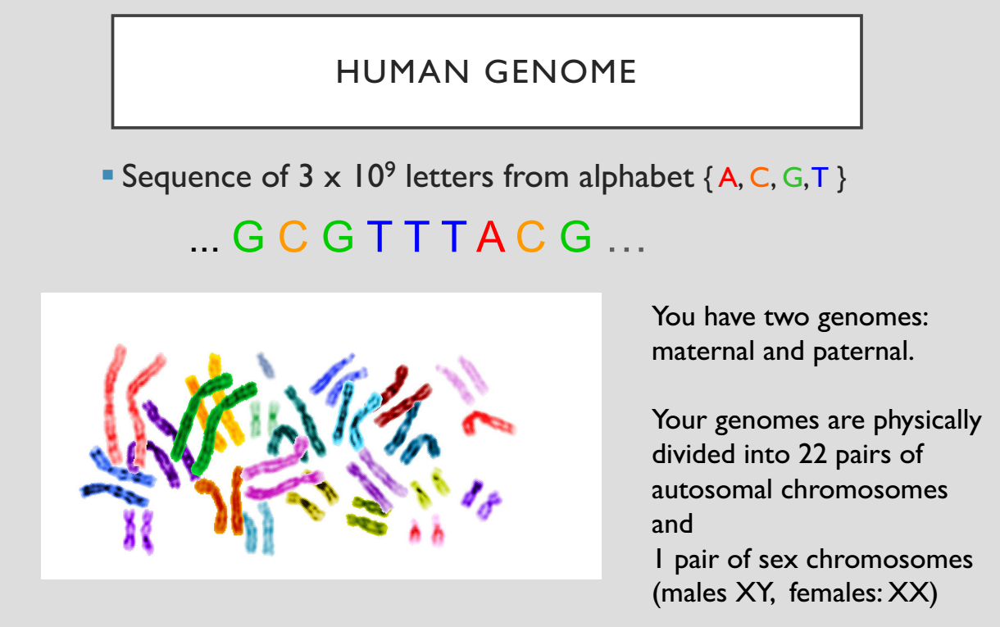 HUMAN GENOME
▪ Sequence of 3 x 10⁹ letters from alphabet { A, C, G,T }
... G C G T T T A C G ...
You have two genomes:
maternal and paternal.
Your genomes are physically
divided into 22 pairs of
autosomal chromosomes
and
1 pair of sex chromosomes
(males XY, females: XX)